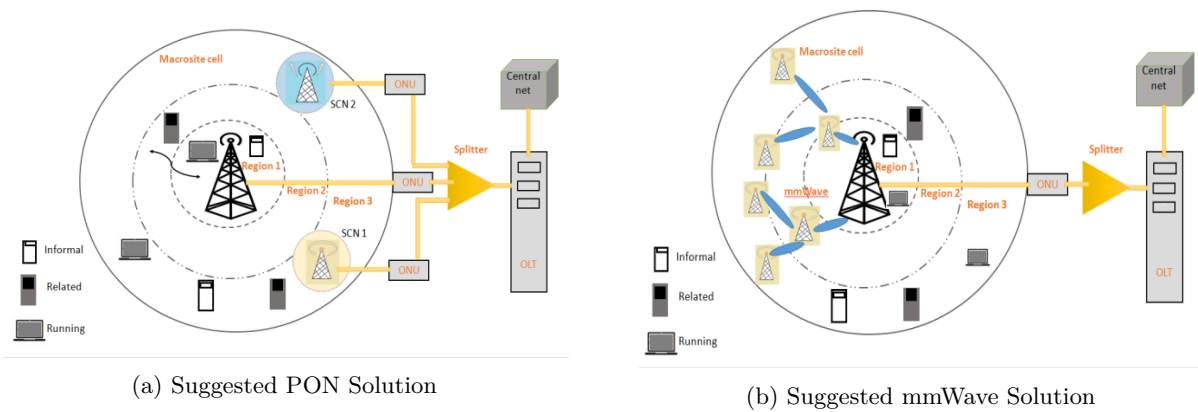 Macrosite cell
SCN 2
ONU
Central
net
Region 1
Splitter
Region 2
ONU
Region 3
SCN 1
ONU
OLT
Informal
Related
Running
(a) Suggested PON Solution
Macrosite cell
Central
net
Region 1
Splitter
mmWave
Region 2
ONU
Region 3
OLT
Informal
Related
Running
(b) Suggested mmWave Solution